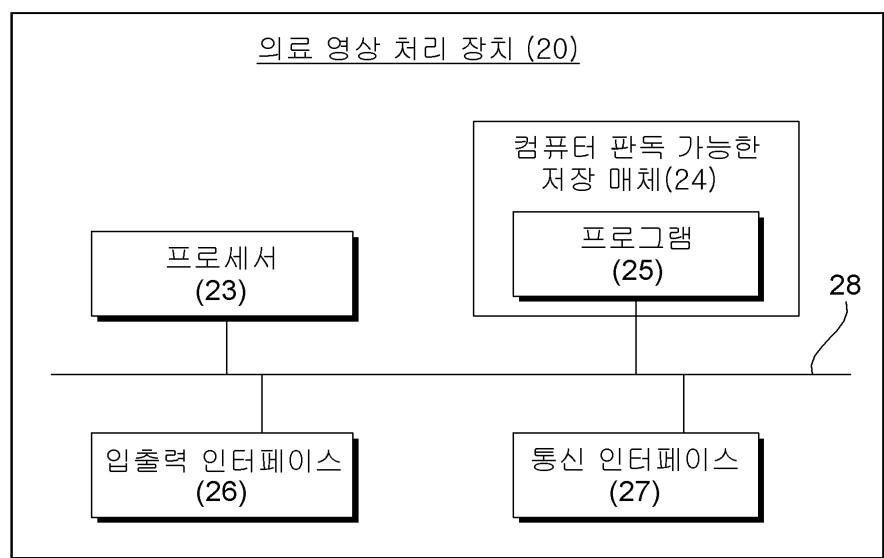 의료 영상 처리 장치 (20)
컴퓨터 판독 가능한
저장 매체(24)
프로그램
(25)
프로세서
(23)
28
입출력 인터페이스
(26)
통신 인터페이스
(27)